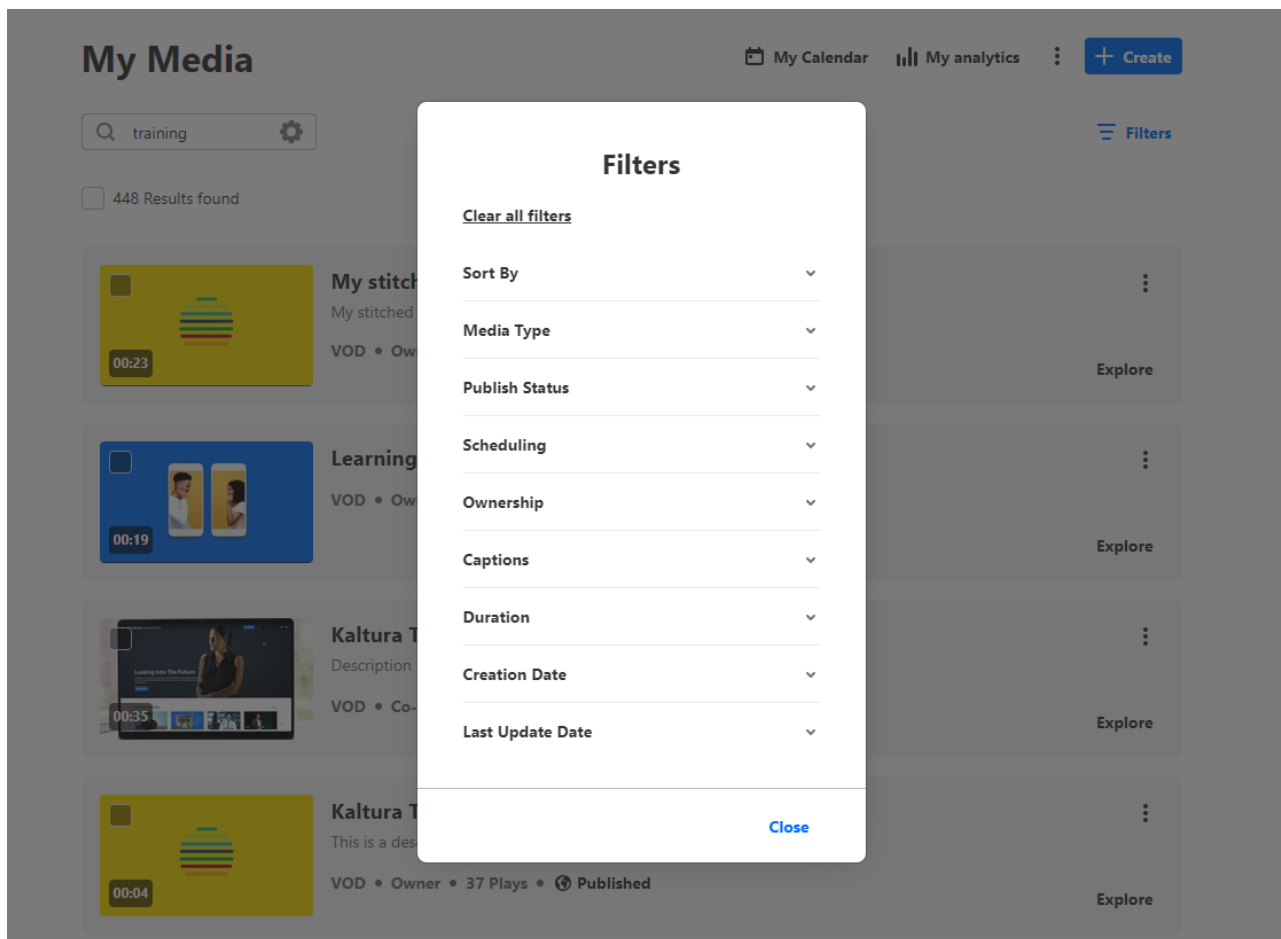 My Media
My Calendar
My analytics
Create
training
Filters
448 Results found
Filters
Clear all filters
Sort By
Media Type
Publish Status
Scheduling
Ownership
Captions
Duration
Creation Date
Last Update Date
Close
My stitch
My stitched
VOD • Ow
00:23
Explore
Learning
VOD • Ow
00:19
Explore
Kaltura T
Description
VOD • Co-
Looking Into The Future
00:35
Explore
Kaltura T
This is a des
VOD • Owner • 37 Plays • Published
00:04
Explore